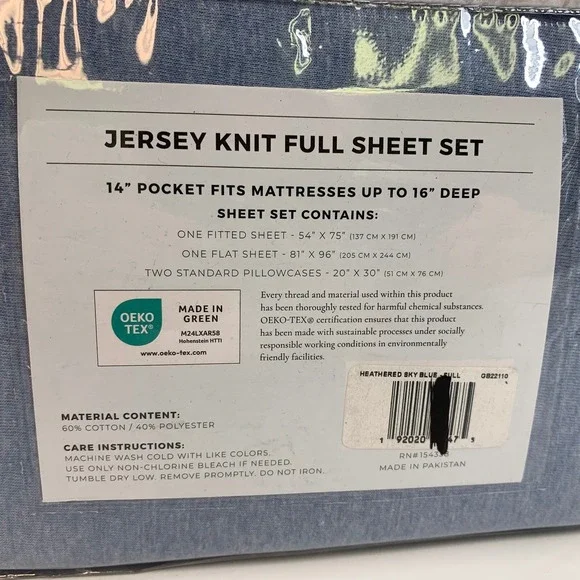 JERSEY KNIT FULL SHEET SET
14” POCKET FITS MATTRESSES UP TO 16” DEEP
SHEET SET CONTAINS:
ONE FITTED SHEET - 54” X 75” (137 CM X 191 CM)
ONE FLAT SHEET - 81” X 96” (205 CM X 244 CM)
TWO STANDARD PILLOWCASES - 20” X 30” (51 CM X 76 CM)
OEKO
TEX®
MADE IN
GREEN
M24LXAR58
Hohenstein HTTI
www.oeko-tex.com
Every thread and material used within this product
has been thoroughly tested for harmful chemical substances.
OEKO-TEX® certification ensures that this product
has been made with sustainable processes under socially
responsible working conditions in environmentally
friendly facilities.
HEATHERED SKY BLUE FULL QB22110
1 92020 47 5
RN#
MADE IN PAKISTAN
MATERIAL CONTENT:
60% COTTON / 40% POLYESTER
CARE INSTRUCTIONS:
MACHINE WASH COLD WITH LIKE COLORS.
USE ONLY NON-CHLORINE BLEACH IF NEEDED.
TUMBLE DRY LOW. REMOVE PROMPTLY. DO NOT IRON.